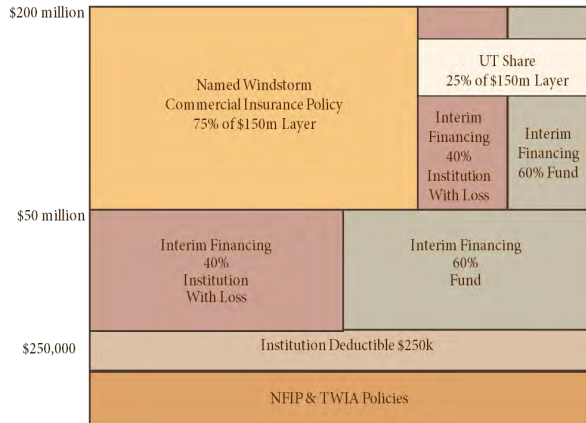 $200 million
Named Windstorm
Commercial Insurance Policy
75% of $150m Layer
UT Share
25% of $150m Layer
Interim
Financing
40%
Institution
With Loss
Interim
Financing
60% Fund
$50 million
Interim Financing
40%
Institution
With Loss
Interim Financing
60%
Fund
$250,000
Institution Deductible $250k
NFIP & TWIA Policies